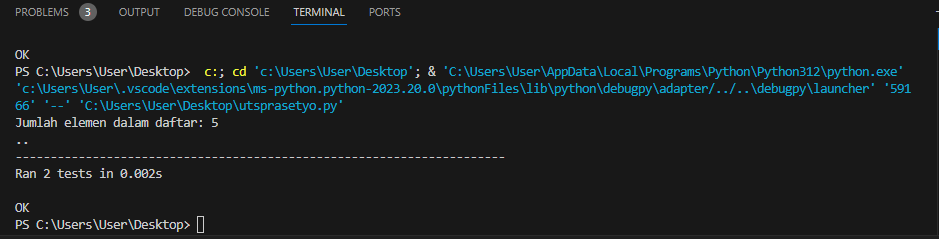 PROBLEMS 3 OUTPUT DEBUG CONSOLE TERMINAL PORTS
OK
PS C:\Users\User\Desktop>  c:; cd 'c:\Users\User\Desktop'; & 'C:\Users\User\AppData\Local\Programs\Python\Python312\python.exe'
'c:\Users\User\.vscode\extensions\ms-python.python-2023.20.0\pythonFiles\lib\python\debugpy\adapter/../..\debugpy\launcher' '591
66' '--' 'C:\Users\User\Desktop\utsprasetyo.py'
Jumlah elemen dalam daftar: 5
..
----------------------------------------------------------------------
Ran 2 tests in 0.002s
OK
PS C:\Users\User\Desktop>